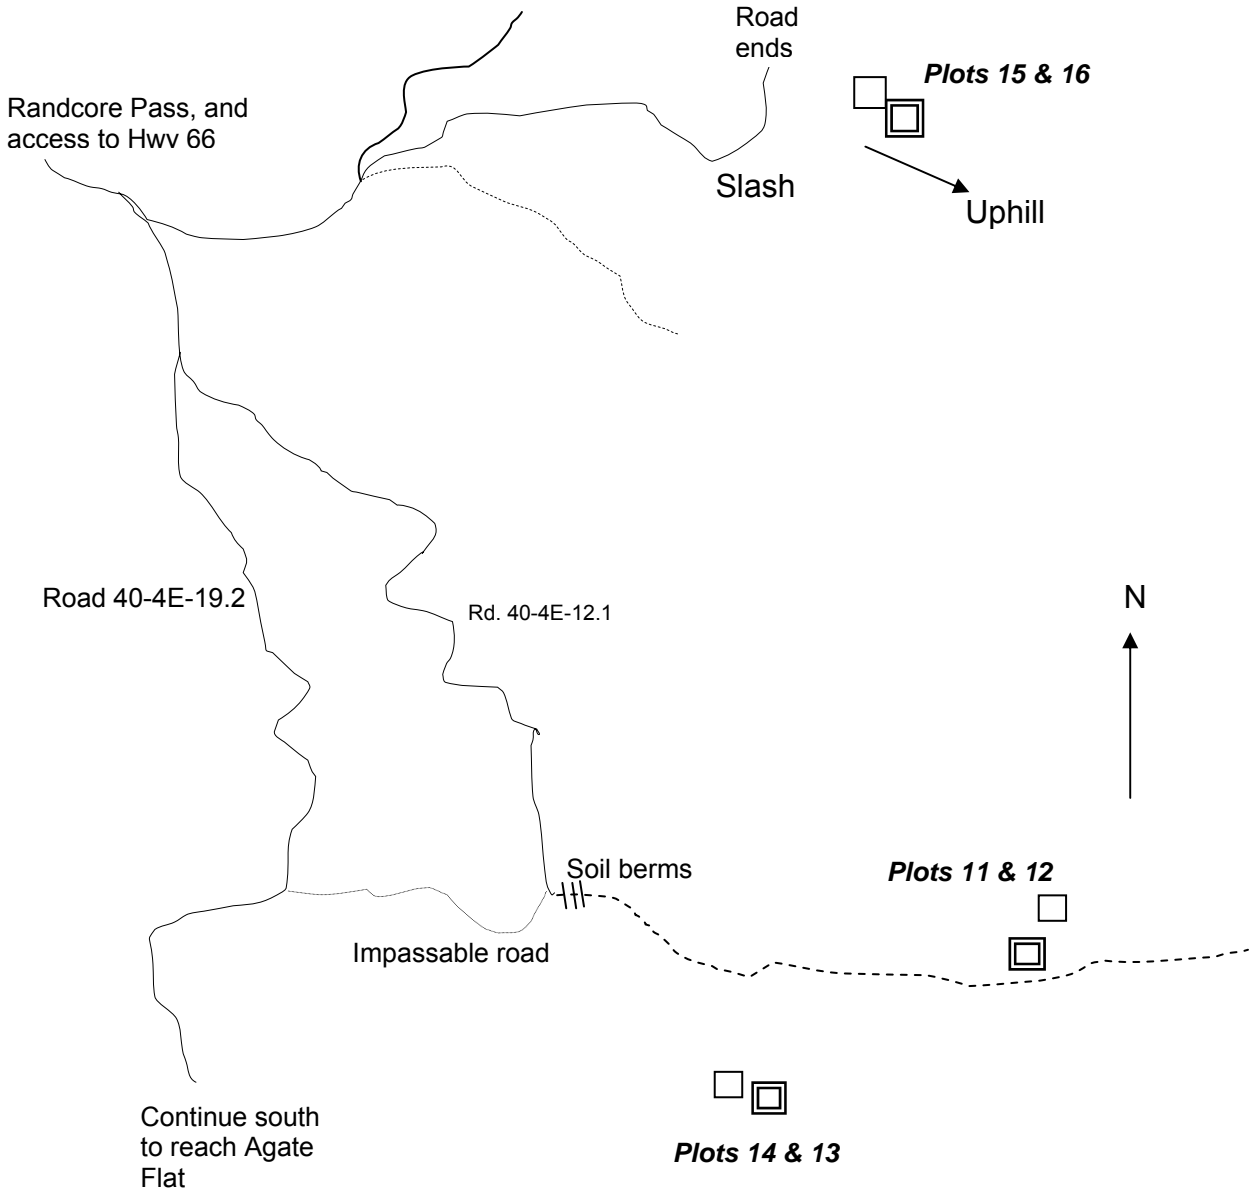 Road
ends
Plots 15 & 16
Randcore Pass, and
access to Hwv 66
Slash
Uphill
Road 40-4E-19.2
Rd. 40-4E-12.1
N
Soil berms
Plots 11 & 12
Impassable road
Continue south
to reach Agate
Flat
Plots 14 & 13